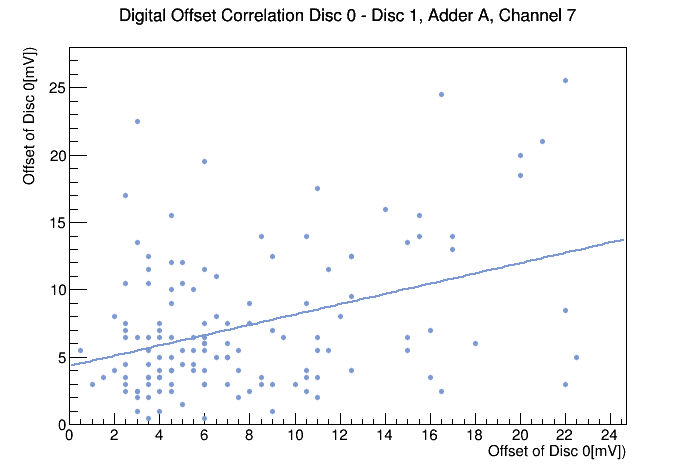 Digital Offset Correlation Disc 0 - Disc 1, Adder A, Channel 7
Offset of Disc 0[mV])
25
20
15
10
5
0
0 2 4 6 8 10 12 14 16 18 20 22 24
Offset of Disc 0[mV])